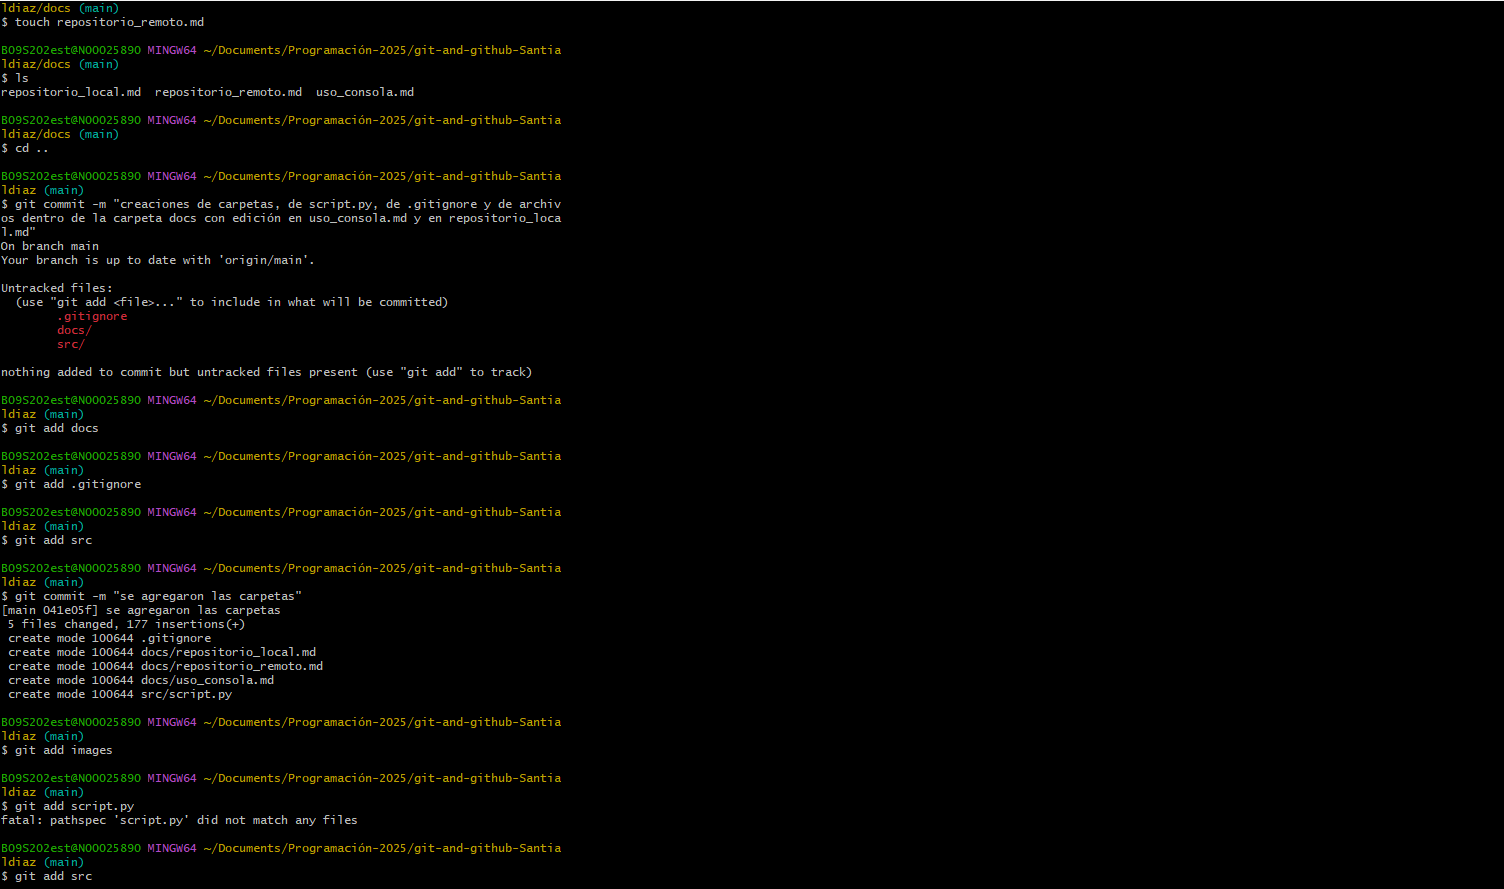 ldiaz/docs (main)
$ touch repositorio_remoto.md
B09S202est@N00025890 MINGW64 ~/Documents/Programación-2025/git-and-github-Santia
ldiaz/docs (main)
$ ls
repositorio_local.md  repositorio_remoto.md  uso_consola.md
B09S202est@N00025890 MINGW64 ~/Documents/Programación-2025/git-and-github-Santia
ldiaz/docs (main)
$ cd ..
B09S202est@N00025890 MINGW64 ~/Documents/Programación-2025/git-and-github-Santia
ldiaz (main)
$ git commit -m "creaciones de carpetas, de script.py, de .gitignore y de archiv
os dentro de la carpeta docs con edición en uso_consola.md y en repositorio_loca
l.md"
On branch main
Your branch is up to date with 'origin/main'.
Untracked files:
  (use "git add <file>..." to include in what will be committed)
        .gitignore
        docs/
        src/
nothing added to commit but untracked files present (use "git add" to track)
B09S202est@N00025890 MINGW64 ~/Documents/Programación-2025/git-and-github-Santia
ldiaz (main)
$ git add docs
B09S202est@N00025890 MINGW64 ~/Documents/Programación-2025/git-and-github-Santia
ldiaz (main)
$ git add .gitignore
B09S202est@N00025890 MINGW64 ~/Documents/Programación-2025/git-and-github-Santia
ldiaz (main)
$ git add src
B09S202est@N00025890 MINGW64 ~/Documents/Programación-2025/git-and-github-Santia
ldiaz (main)
$ git commit -m "se agregaron las carpetas"
[main 041e05f] se agregaron las carpetas
 5 files changed, 177 insertions(+)
 create mode 100644 .gitignore
 create mode 100644 docs/repositorio_local.md
 create mode 100644 docs/repositorio_remoto.md
 create mode 100644 docs/uso_consola.md
 create mode 100644 src/script.py
B09S202est@N00025890 MINGW64 ~/Documents/Programación-2025/git-and-github-Santia
ldiaz (main)
$ git add images
B09S202est@N00025890 MINGW64 ~/Documents/Programación-2025/git-and-github-Santia
ldiaz (main)
$ git add script.py
fatal: pathspec 'script.py' did not match any files
B09S202est@N00025890 MINGW64 ~/Documents/Programación-2025/git-and-github-Santia
ldiaz (main)
$ git add src